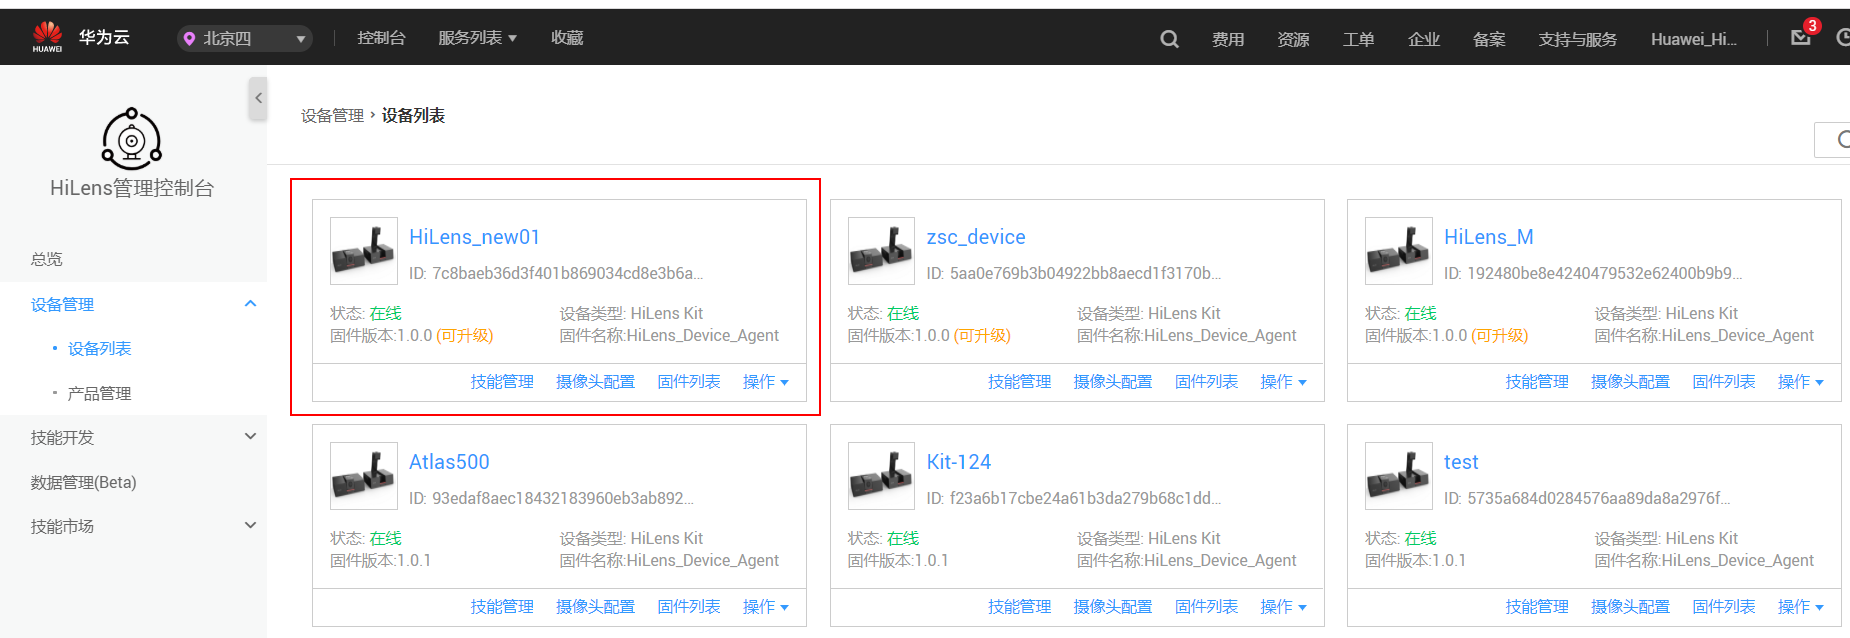 HUAWEI
华为云
北京四
控制台
服务列表
收藏
费用
资源
工单
企业
备案
支持与服务
Huawei_Hi...
3
HiLens管理控制台
总览
设备管理
设备列表
产品管理
技能开发
数据管理(Beta)
技能市场
设备管理 › 设备列表
HiLens_new01
ID: 7c8baeb36d3f401b869034cd8e3b6a...
状态: 在线
设备类型: HiLens Kit
固件版本:1.0.0 (可升级)
固件名称:HiLens_Device_Agent
技能管理 摄像头配置 固件列表 操作
zsc_device
ID: 5aa0e769b3b04922bb8aecd1f3170b...
状态: 在线
设备类型: HiLens Kit
固件版本:1.0.0 (可升级)
固件名称:HiLens_Device_Agent
技能管理 摄像头配置 固件列表 操作
HiLens_M
ID: 192480be8e4240479532e62400b9b9...
状态: 在线
设备类型: HiLens Kit
固件版本:1.0.0 (可升级)
固件名称:HiLens_Device_Agent
技能管理 摄像头配置 固件列表 操作
Atlas500
ID: 93edaf8aec18432183960eb3ab892...
状态: 在线
设备类型: HiLens Kit
固件版本:1.0.1
固件名称:HiLens_Device_Agent
技能管理 摄像头配置 固件列表 操作
Kit-124
ID: f23a6b17cbe24a61b3da279b68c1dd...
状态: 在线
设备类型: HiLens Kit
固件版本:1.0.1
固件名称:HiLens_Device_Agent
技能管理 摄像头配置 固件列表 操作
test
ID: 5735a684d0284576aa89da8a2976f...
状态: 在线
设备类型: HiLens Kit
固件版本:1.0.1
固件名称:HiLens_Device_Agent
技能管理 摄像头配置 固件列表 操作